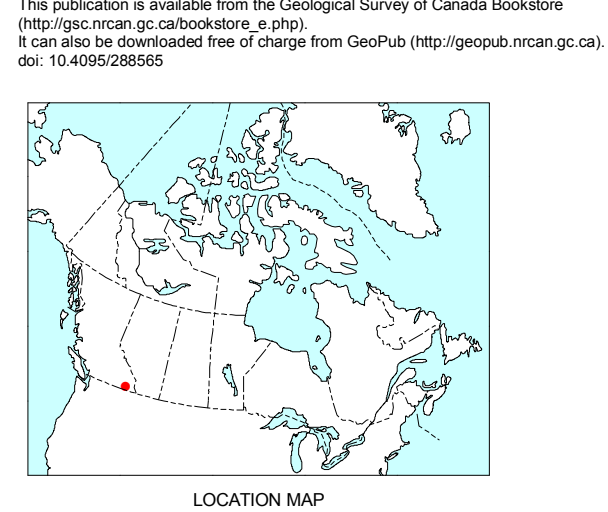 This publication is available from the Geological Survey of Canada Bookstore
(http://gsc.nrcan.gc.ca/bookstore_e.php).
It can also be downloaded free of charge from GeoPub (http://geopub.nrcan.gc.ca).
doi: 10.4095/288565
LOCATION MAP